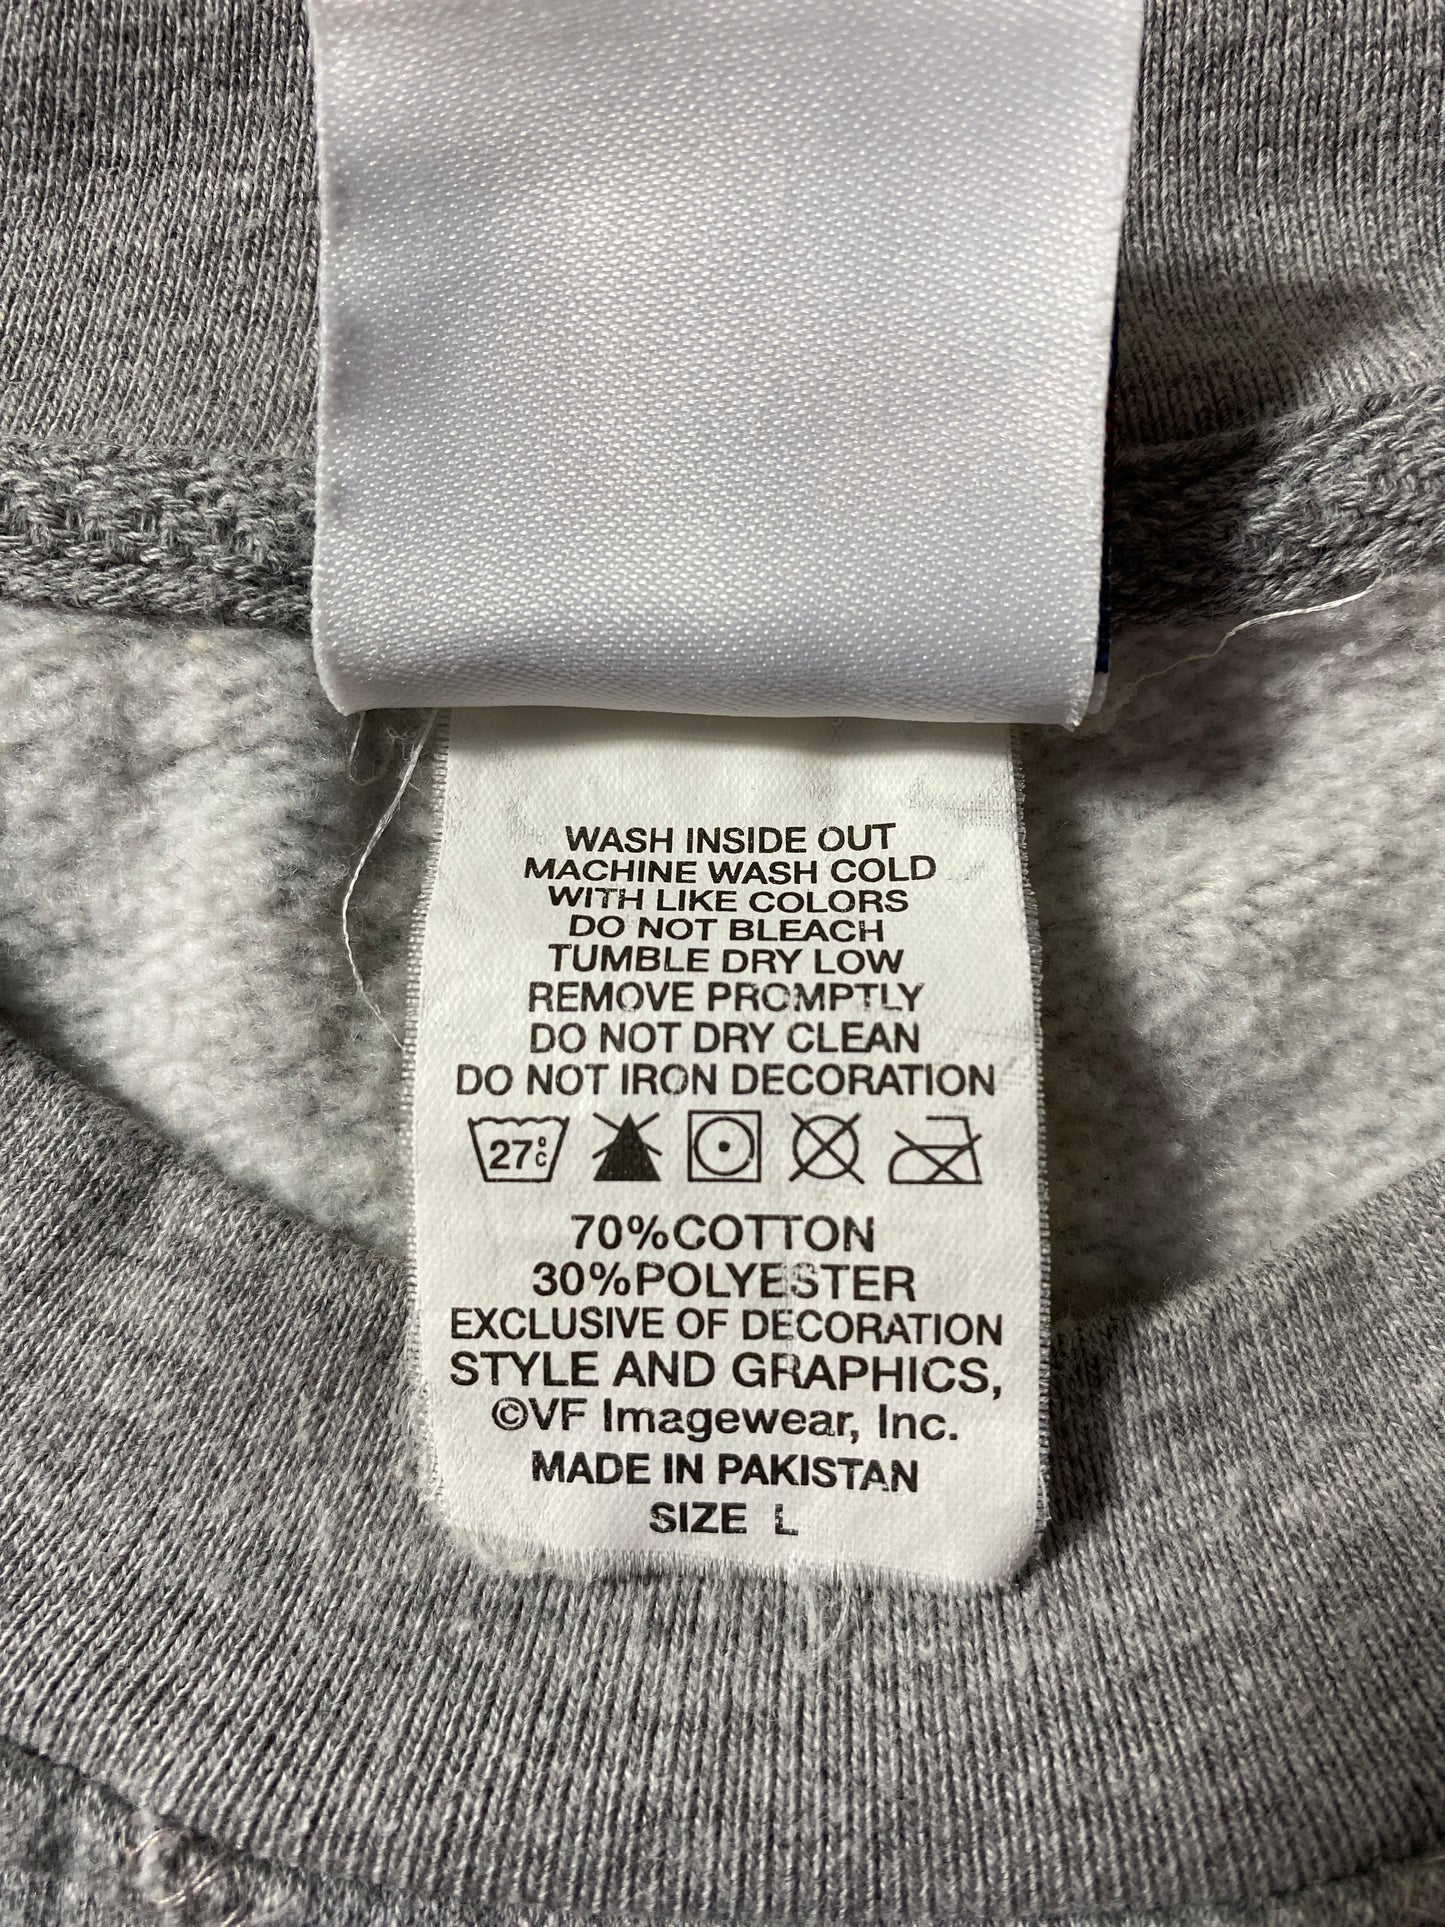 WASH INSIDE OUT
MACHINE WASH COLD
WITH LIKE COLORS
DO NOT BLEACH
TUMBLE DRY LOW
REMOVE PROMPTLY
DO NOT DRY CLEAN
DO NOT IRON DECORATION
27°C
70%COTTON
30%POLYESTER
EXCLUSIVE OF DECORATION
STYLE AND GRAPHICS,
©VF Imagewear, Inc.
MADE IN PAKISTAN
SIZE L